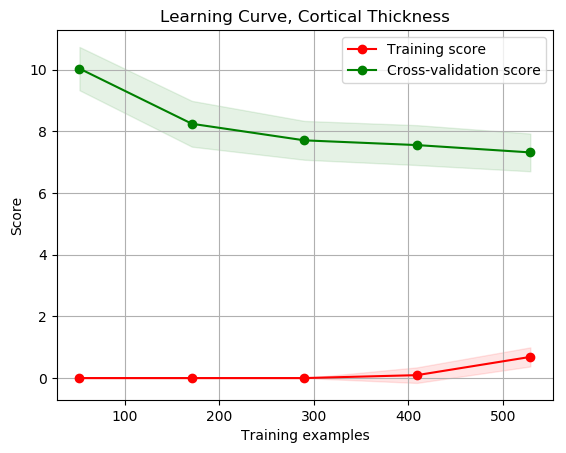 Learning Curve, Cortical Thickness
Training score
Cross-validation score
10
8
6
4
2
0
Score
100 200 300 400 500
Training examples